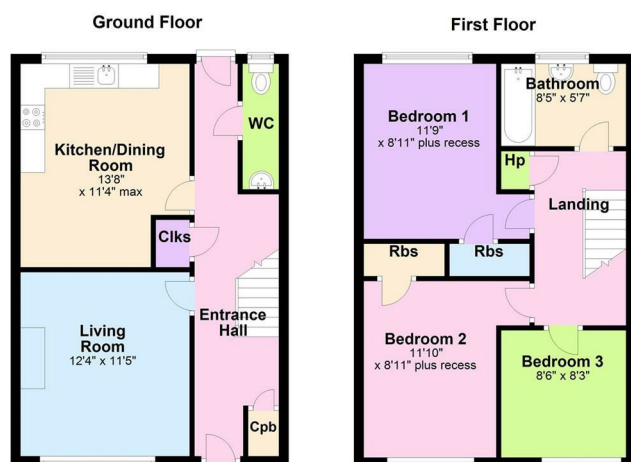 Ground Floor
Kitchen/Dining
Room
13'8"
x 11'4" max
WC
Clks
Living
Room
12'4" x 11'5"
Entrance
Hall
Cpb
First Floor
Bedroom 1
11'9"
x 8'11" plus recess
Bathroom
8'5" x 5'7"
Hp
Landing
Rbs
Rbs
Bedroom 2
11'10"
x 8'11" plus recess
Bedroom 3
8'6" x 8'3"